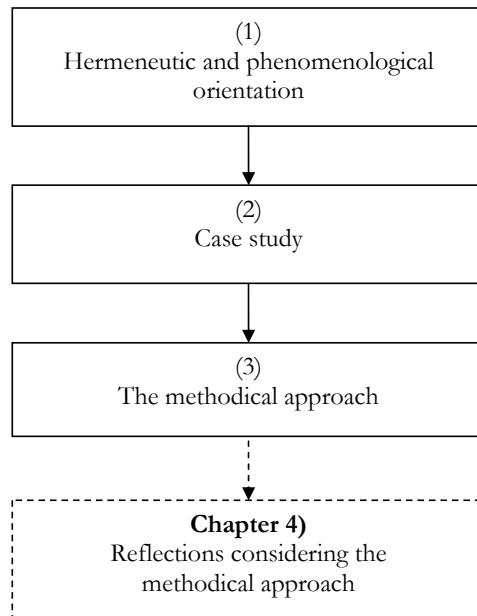 (1)
Hermeneutic and phenomenological
orientation
(2)
Case study
(3)
The methodical approach
Chapter 4)
Reflections considering the
methodical approach